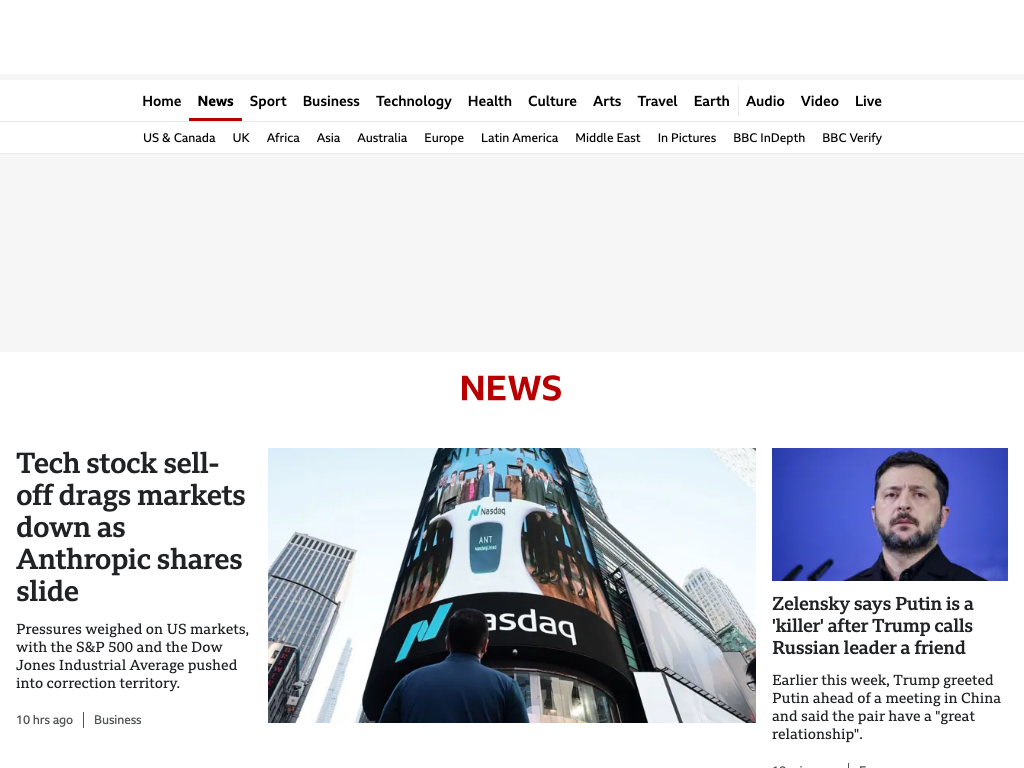 Home News Sport Business Technology Health Culture Arts Travel Earth Audio Video Live
US & Canada UK Africa Asia Australia Europe Latin America Middle East In Pictures BBC InDepth BBC Verify
NEWS
Tech stock sell-
off drags markets
down as
Anthropic shares
slide
Pressures weighed on US markets,
with the S&P 500 and the Dow
Jones Industrial Average pushed
into correction territory.
10 hrs ago
Business
Nasdaq
ANT
asdaq
Zelensky says Putin is a
'killer' after Trump calls
Russian leader a friend
Earlier this week, Trump greeted
Putin ahead of a meeting in China
and said the pair have a "great
relationship".